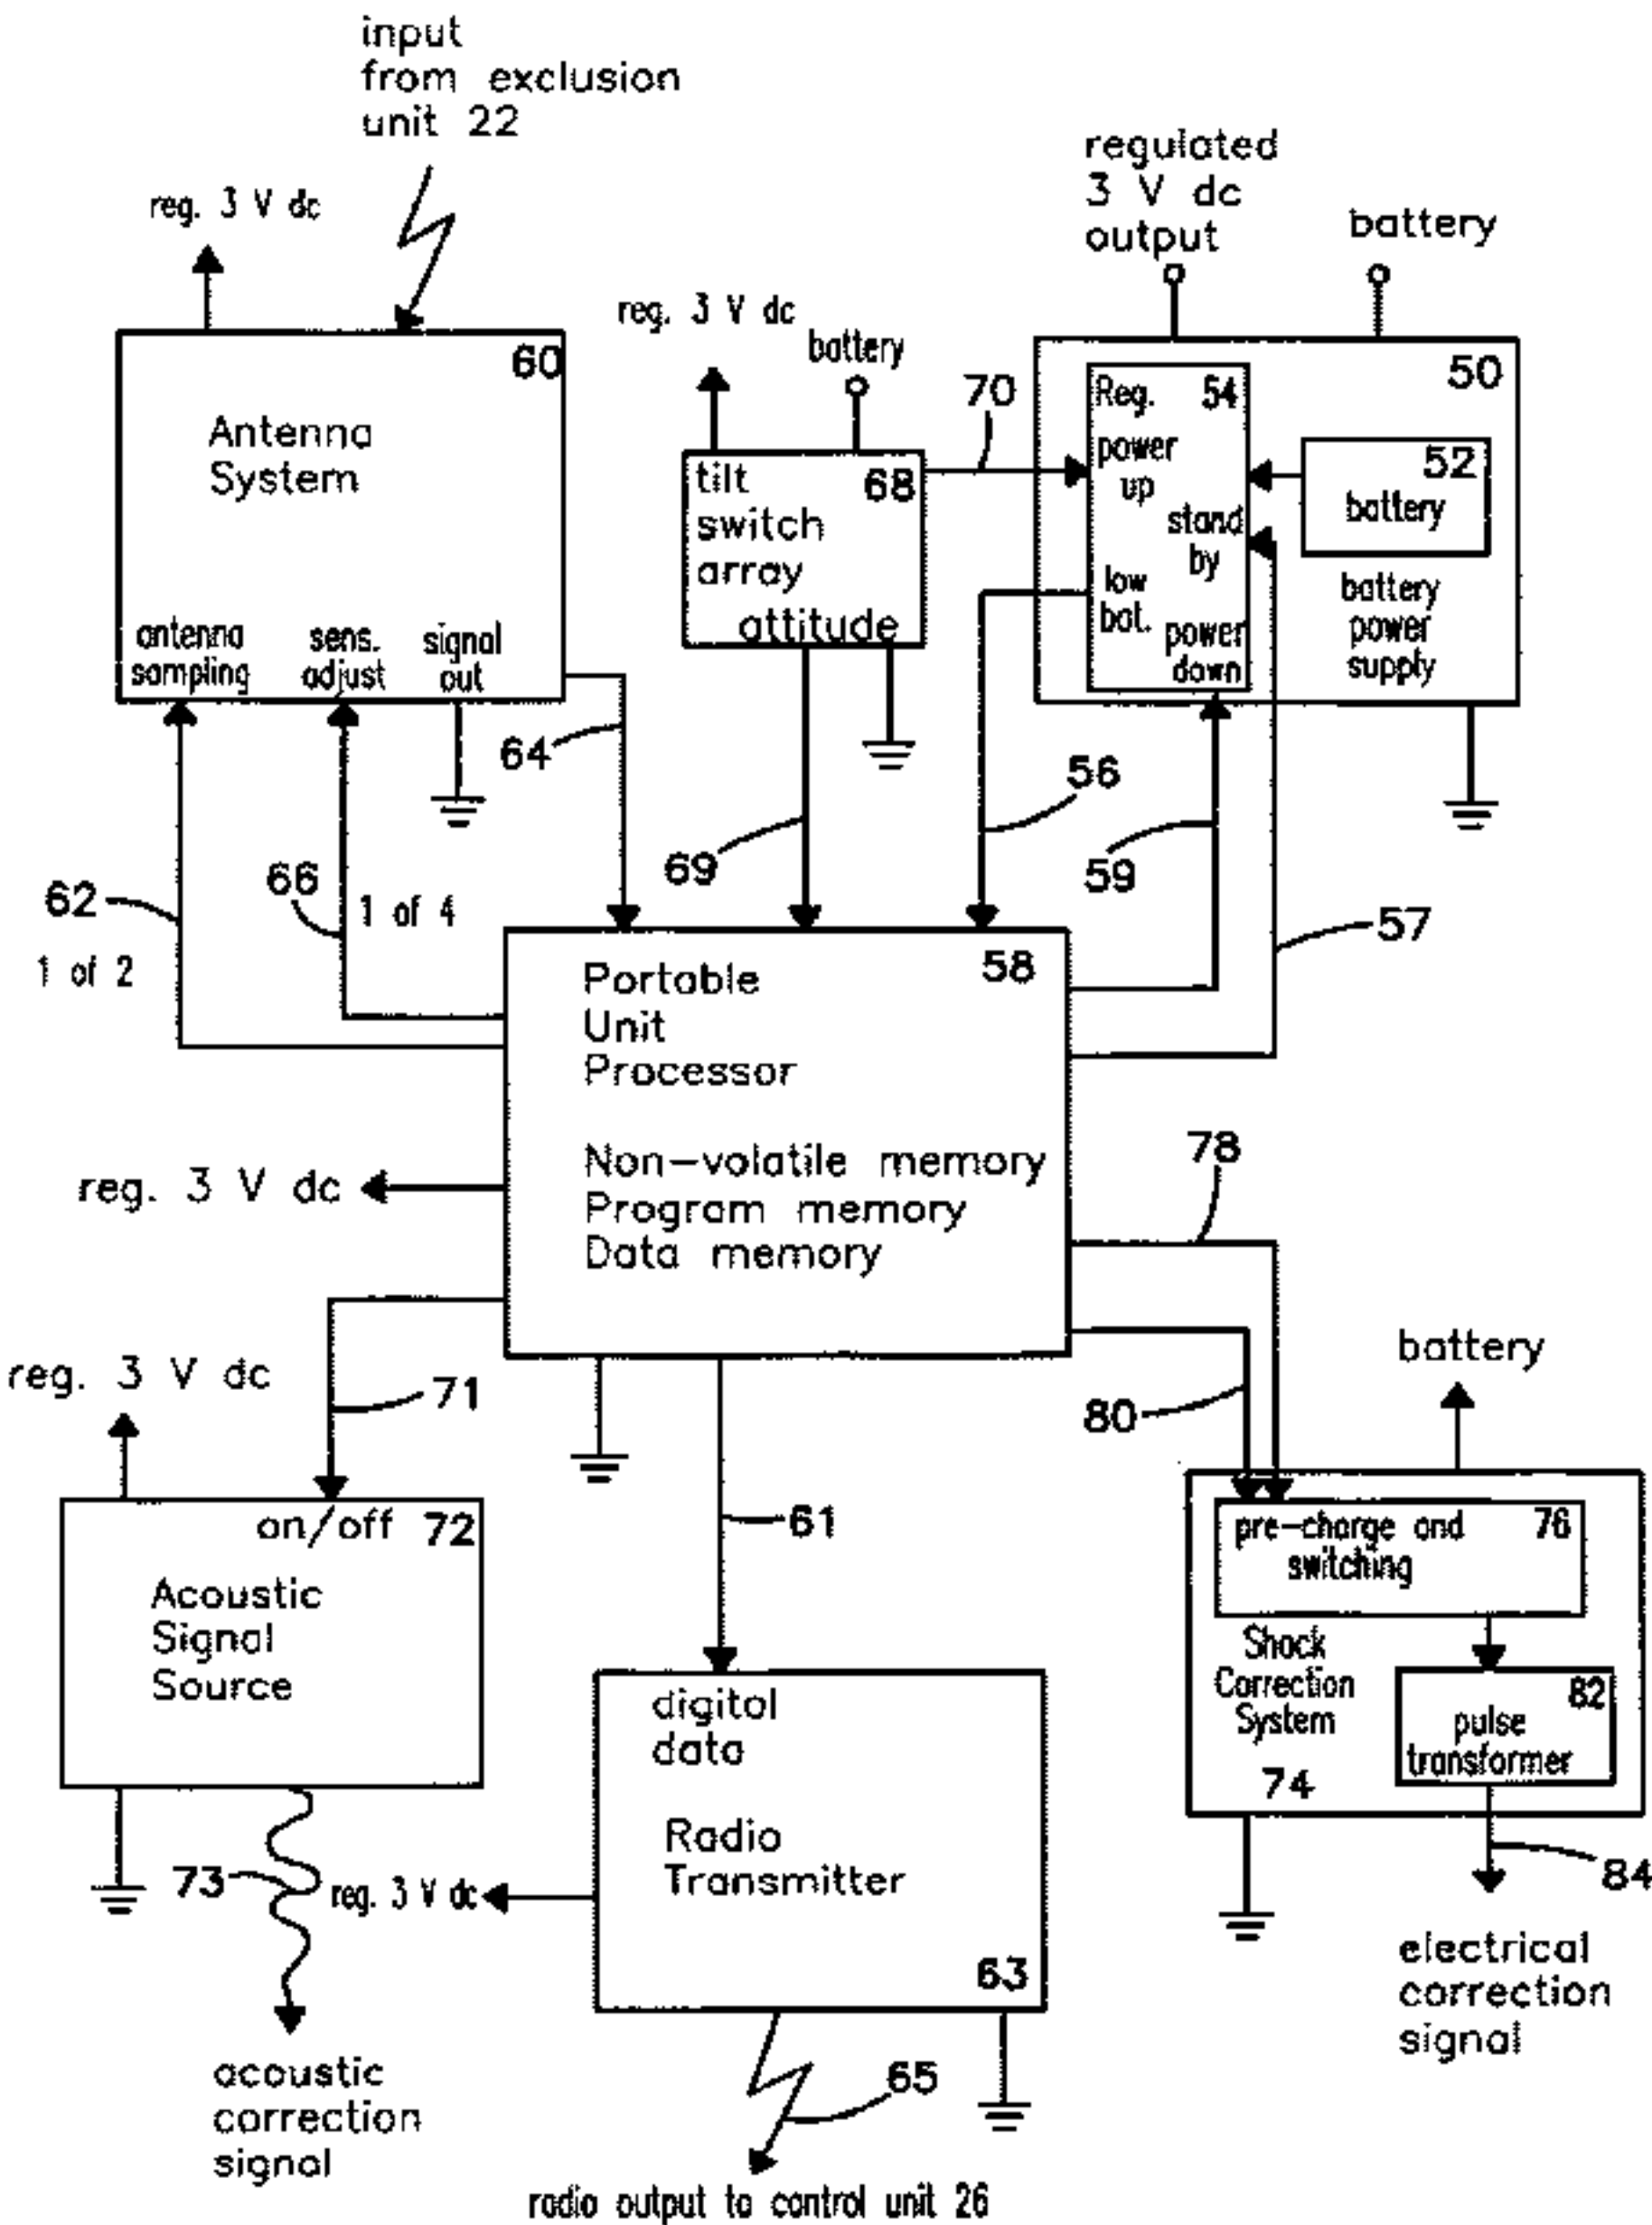 input
from exclusion
unit 22
reg. 3 V dc
regulated
3 V dc
output
battery
reg. 3 V dc
battery
60
Antenna
System
antenna
sampling
sens.
adjust
signal
out
70
68
tilt
switch
array
attitude
50
Reg. 54
power
up
stand
by
low
bat.
power
down
52
battery
battery
power
supply
64
56
69
59
62
1 of 2
66
1 of 4
57
58
Portable
Unit
Processor
Non-volatile memory
Program memory
Data memory
reg. 3 V dc
78
reg. 3 V dc
71
80
battery
61
on/off 72
Acoustic
Signal
Source
pre-charge and 76
switching
Shock
Correction
System
74
82
pulse
transformer
digital
data
Radio
Transmitter
63
73
reg. 3 V dc
84
electrical
correction
signal
acoustic
correction
signal
65
radio output to control unit 26